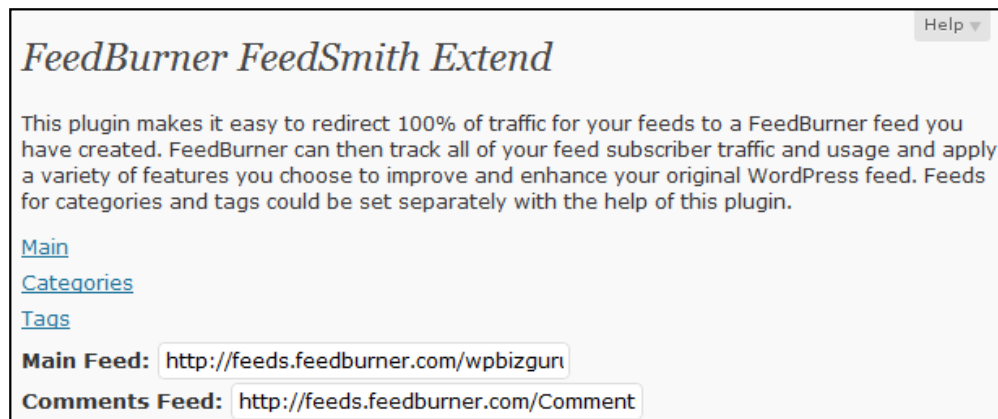 Help
FeedBurner FeedSmith Extend
This plugin makes it easy to redirect 100% of traffic for your feeds to a FeedBurner feed you
have created. FeedBurner can then track all of your feed subscriber traffic and usage and apply
a variety of features you choose to improve and enhance your original WordPress feed. Feeds
for categories and tags could be set separately with the help of this plugin.
Main
Categories
Tags
Main Feed: http://feeds.feedburner.com/wpbizguru
Comments Feed: http://feeds.feedburner.com/Comment